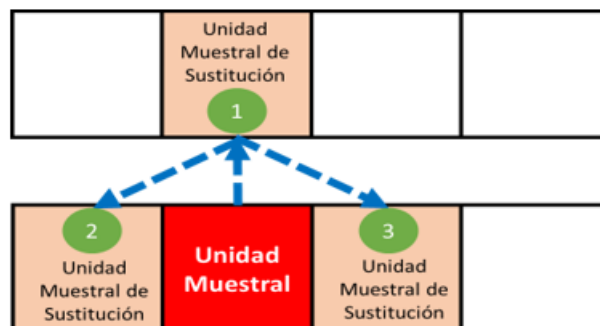 Unidad
Muestral de
Sustitución
1
2
Unidad
Muestral de
Sustitución
Unidad
Muestral
3
Unidad
Muestral de
Sustitución